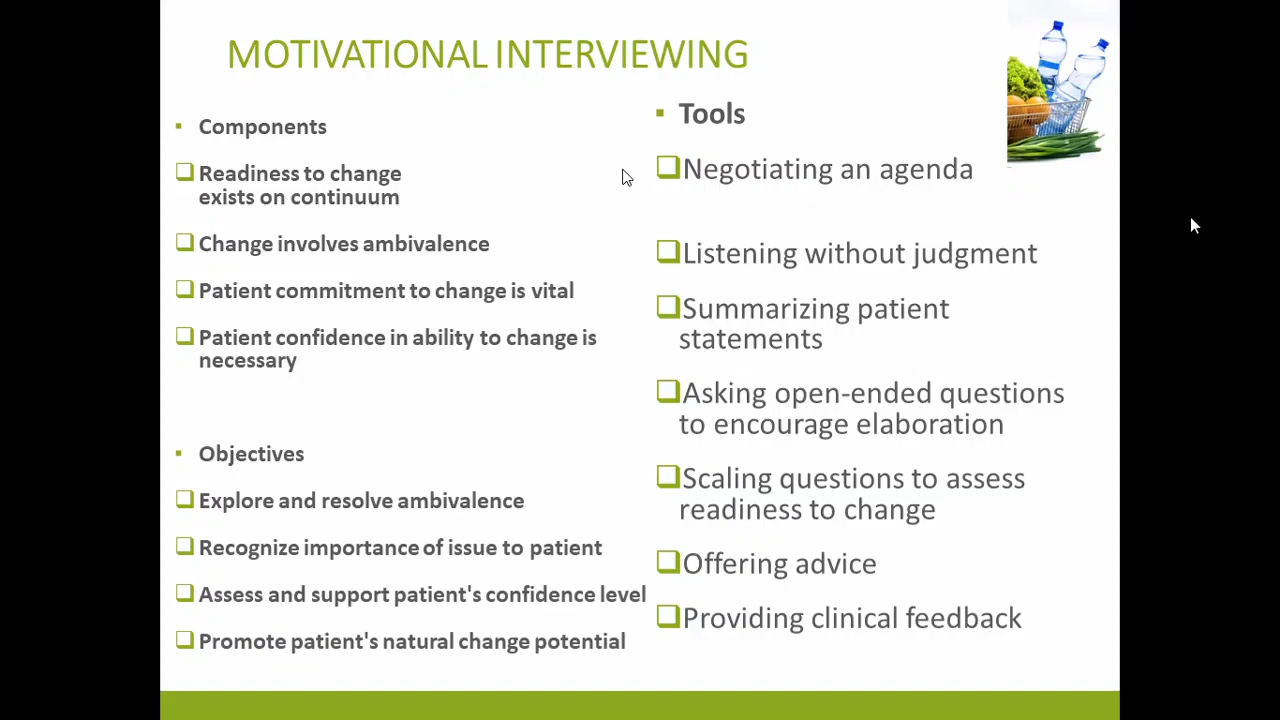 MOTIVATIONAL INTERVIEWING
Components
Readiness to change
exists on continuum
Change involves ambivalence
Patient commitment to change is vital
Patient confidence in ability to change is
necessary
Objectives
Explore and resolve ambivalence
Recognize importance of issue to patient
Assess and support patient's confidence level
Promote patient's natural change potential
Tools
Negotiating an agenda
Listening without judgment
Summarizing patient
statements
Asking open-ended questions
to encourage elaboration
Scaling questions to assess
readiness to change
Offering advice
Providing clinical feedback